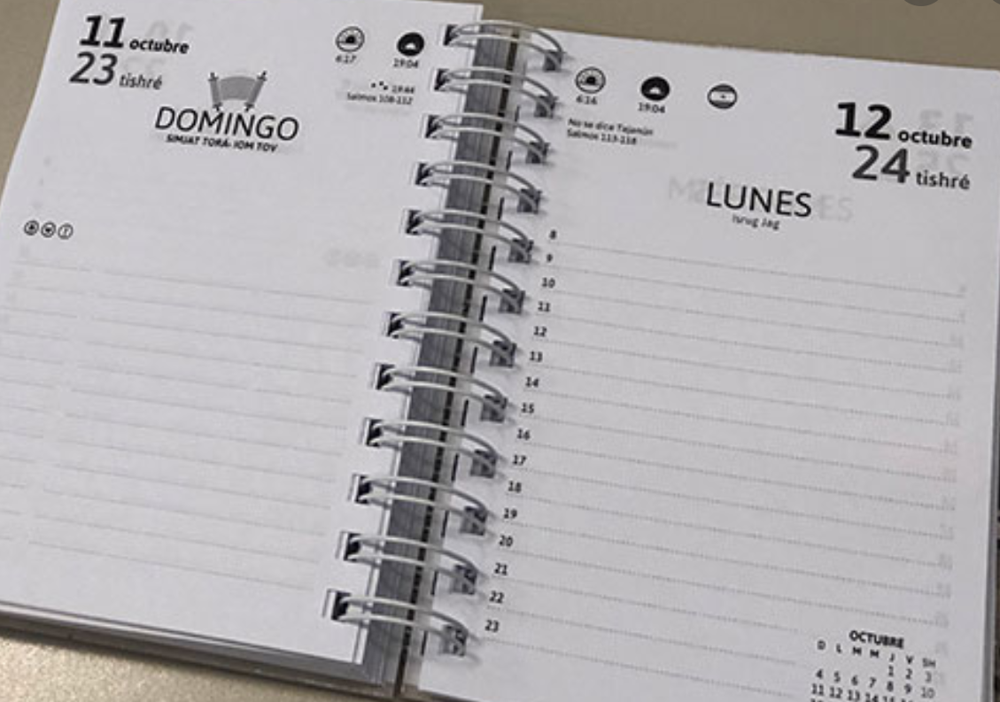 11 octubre
23 tishré
6:17
19:04
19:44
Salmos 108-112
DOMINGO
SIMJAT TORÁ- IOM TOV
6:16
19:04
No se dice Tajanún
Salmos 113-118
12 octubre
24 tishré
LUNES
Isrug Jag
8
9
10
11
12
13
14
15
16
17
18
19
20
21
22
23
OCTUBRE
D L M M J V SH
1 2 3
4 5 6 7 8 9 10
11 12 13 14 15